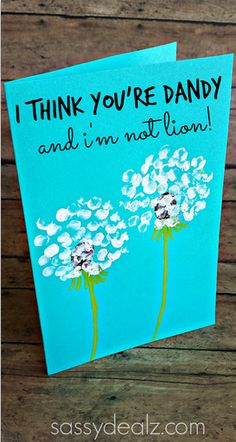 I THINK YOU'RE DANDY
and i'm not lion!
sassydealz.com